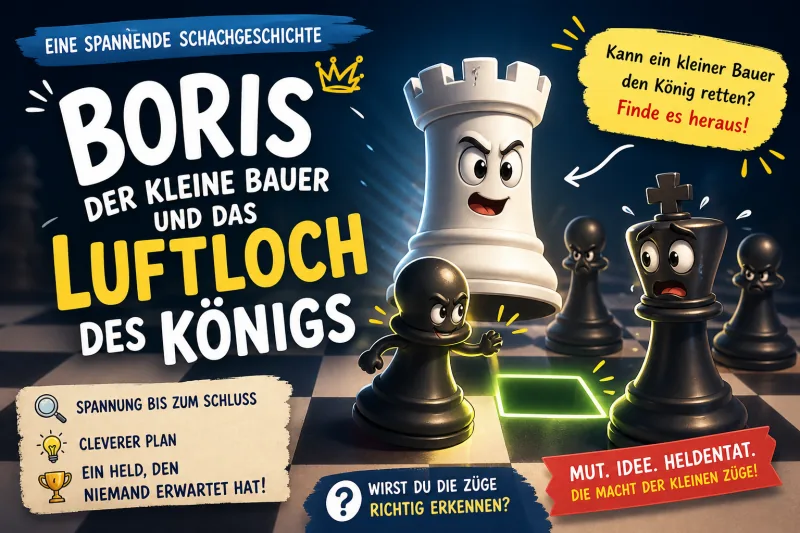 EINE SPANNENDE SCHACHGESCHICHTE
BORIS
DER KLEINE BAUER
UND DAS
LUFTLOCH
DES KÖNIGS
Kann ein kleiner Bauer
den König retten?
Finde es heraus!
SPANNUNG BIS ZUM SCHLUSS
CLEVERER PLAN
EIN HELD, DEN
NIEMAND ERWARTET HAT!
?
WIRST DU DIE ZÜGE
RICHTIG ERKENNEN?
MUT. IDEE. HELDENTAT.
DIE MACHT DER KLEINEN ZÜGE!